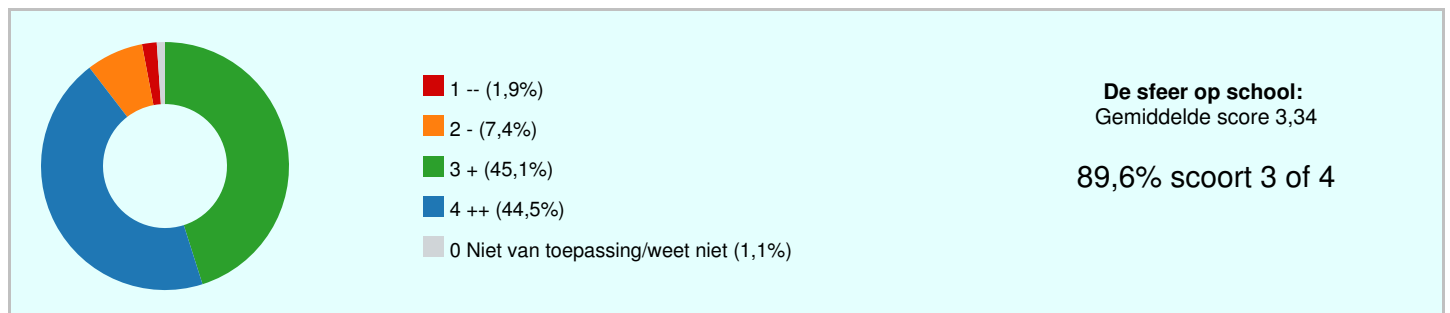 1 -- (1,9%)
2 - (7,4%)
3 + (45,1%)
4 ++ (44,5%)
0 Niet van toepassing/weet niet (1,1%)
De sfeer op school:
Gemiddelde score 3,34
89,6% scoort 3 of 4